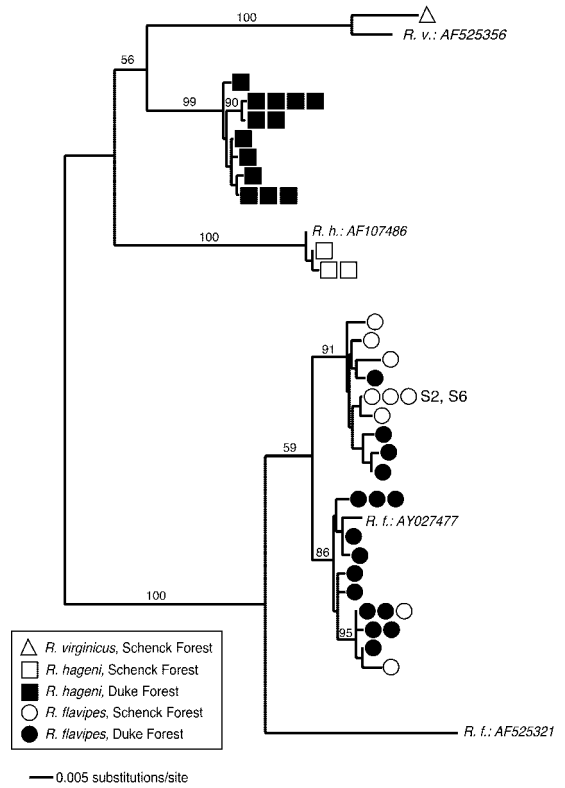 100
R. v.: AF525356
56
99
90
R. h.: AF107486
100
91
S2, S6
59
R. f.: AY027477
86
100
95
R. virginicus, Schenck Forest
R. hageni, Schenck Forest
R. hageni, Duke Forest
R. flavipes, Schenck Forest
R. flavipes, Duke Forest
R. f.: AF525321
0.005 substitutions/site